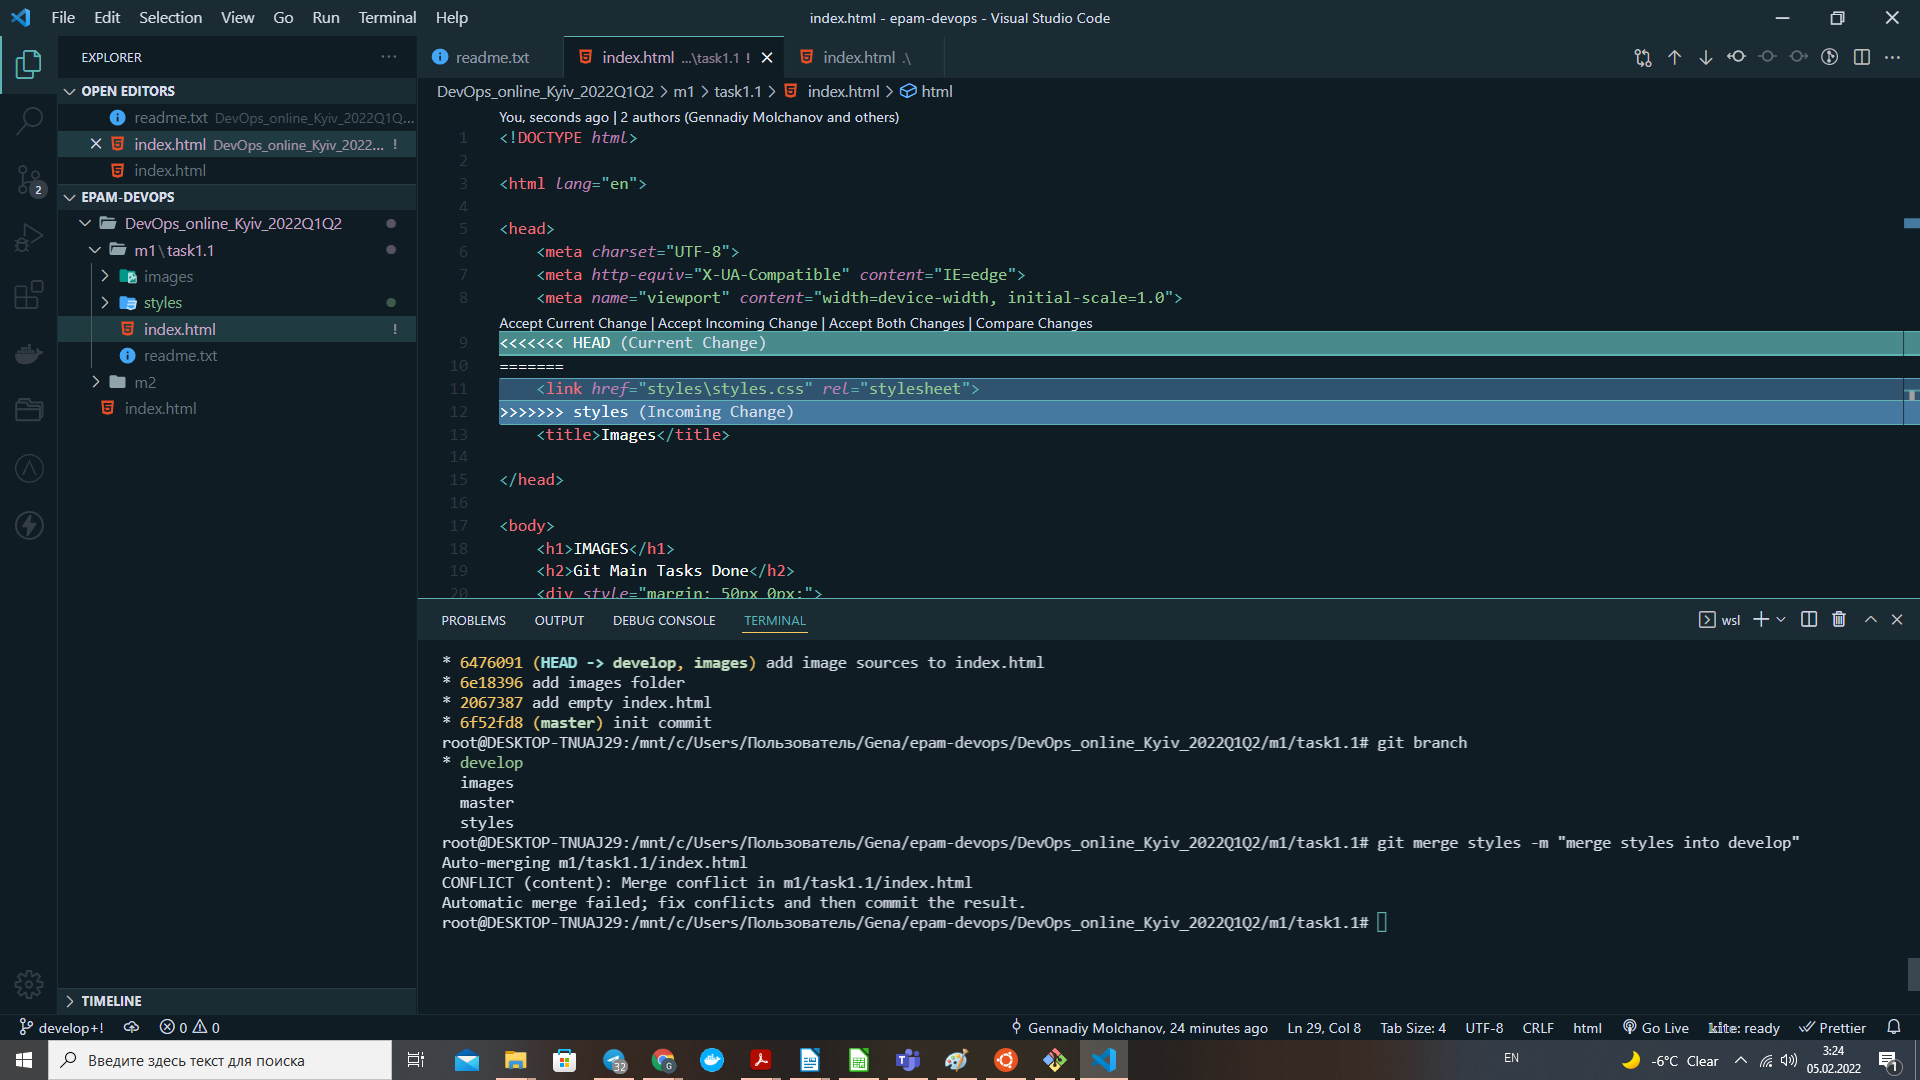 File Edit Selection View Go Run Terminal Help
index.html - epam-devops - Visual Studio Code
EXPLORER
readme.txt
index.html ...\task1.1 !
index.html .\
OPEN EDITORS
readme.txt DevOps_online_Kyiv_2022Q1Q...
index.html DevOps_online_Kyiv_2022... !
index.html
EPAM-DEVOPS
DevOps_online_Kyiv_2022Q1Q2
m1\task1.1
images
styles
index.html !
readme.txt
m2
index.html
TIMELINE
2
DevOps_online_Kyiv_2022Q1Q2 > m1 > task1.1 > index.html > html
You, seconds ago | 2 authors (Gennadiy Molchanov and others)
1 <!DOCTYPE html>
2
3 <html lang="en">
4
5 <head>
6 <meta charset="UTF-8">
7 <meta http-equiv="X-UA-Compatible" content="IE=edge">
8 <meta name="viewport" content="width=device-width, initial-scale=1.0">
Accept Current Change | Accept Incoming Change | Accept Both Changes | Compare Changes
9 <<<<<<< HEAD (Current Change)
10 =======
11 <link href="styles\styles.css" rel="stylesheet">
12 >>>>>>> styles (Incoming Change)
13 <title>Images</title>
14
15 </head>
16
17 <body>
18 <h1>IMAGES</h1>
19 <h2>Git Main Tasks Done</h2>
20 <div style="margin: 50px 0px;">
PROBLEMS OUTPUT DEBUG CONSOLE TERMINAL
wsl
* 6476091 (HEAD -> develop, images) add image sources to index.html
* 6e18396 add images folder
* 2067387 add empty index.html
* 6f52fd8 (master) init commit
root@DESKTOP-TNUAJ29:/mnt/c/Users/Пользователь/Gena/epam-devops/DevOps_online_Kyiv_2022Q1Q2/m1/task1.1# git branch
* develop
images
master
styles
root@DESKTOP-TNUAJ29:/mnt/c/Users/Пользователь/Gena/epam-devops/DevOps_online_Kyiv_2022Q1Q2/m1/task1.1# git merge styles -m "merge styles into develop"
Auto-merging m1/task1.1/index.html
CONFLICT (content): Merge conflict in m1/task1.1/index.html
Automatic merge failed; fix conflicts and then commit the result.
root@DESKTOP-TNUAJ29:/mnt/c/Users/Пользователь/Gena/epam-devops/DevOps_online_Kyiv_2022Q1Q2/m1/task1.1#
develop+! 0 0 Gennadiy Molchanov, 24 minutes ago Ln 29, Col 8 Tab Size: 4 UTF-8 CRLF html Go Live kite: ready Prettier
Введите здесь текст для поиска
32
EN
-6°C Clear
3:24
05.02.2022
1